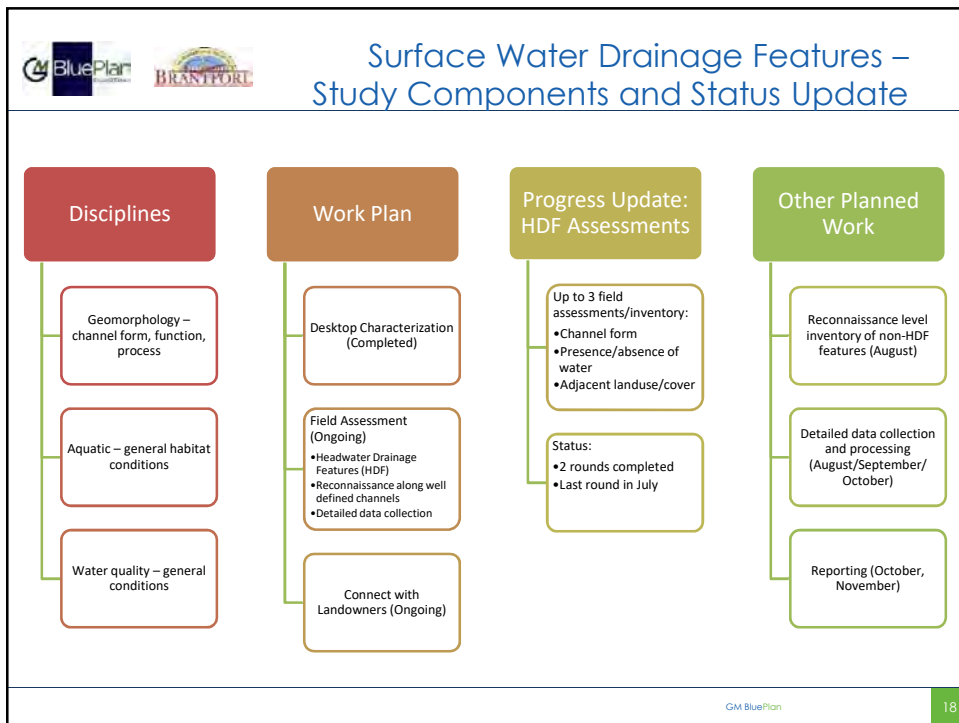 GM BluePlan
BRANTFORD
Surface Water Drainage Features –
Study Components and Status Update
Disciplines
Geomorphology –
channel form, function,
process
Aquatic – general habitat
conditions
Water quality – general
conditions
Work Plan
Desktop Characterization
(Completed)
Field Assessment
(Ongoing)
•Headwater Drainage
Features (HDF)
•Reconnaissance along well
defined channels
•Detailed data collection
Connect with
Landowners (Ongoing)
Progress Update:
HDF Assessments
Up to 3 field
assessments/inventory:
•Channel form
•Presence/absence of
water
•Adjacent landuse/cover
Status:
•2 rounds completed
•Last round in July
Other Planned
Work
Reconnaissance level
inventory of non-HDF
features (August)
Detailed data collection
and processing
(August/September/
October)
Reporting (October,
November)
GM BluePlan
18